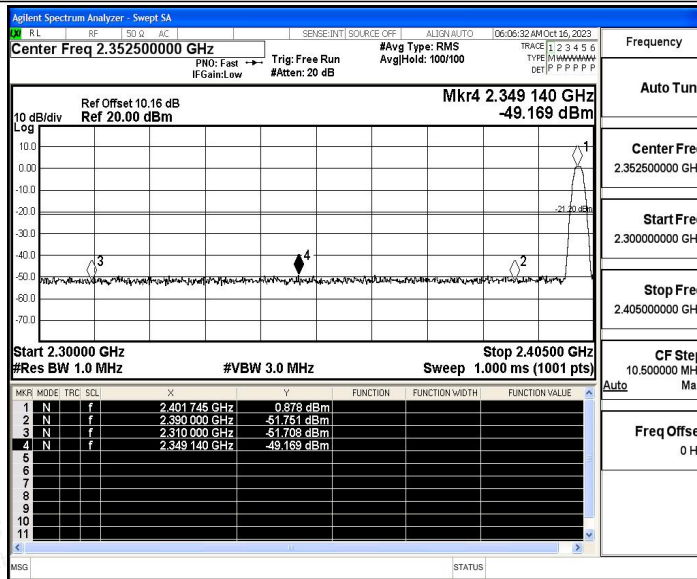 Agilent Spectrum Analyzer - Swept SA
RL RF 50 Ω AC SENSE:INT SOURCE OFF ALIGN AUTO 06:06:32 AM Oct 16, 2023
Center Freq 2.352500000 GHz
PNO: Fast
IFGain:Low
Trig: Free Run
#Atten: 20 dB
#Avg Type: RMS
Avg|Hold: 100/100
TRACE 1 2 3 4 5 6
TYPE M
DET P P P P P P
Frequency
Auto Tun
Center Fre
2.352500000 GH
Start Fre
2.300000000 GH
Stop Fre
2.405000000 GH
CF Step
10.500000 MH
Auto Ma
Freq Offse
0 H
Mkr4 2.349 140 GHz
-49.169 dBm
Ref Offset 10.16 dB
10 dB/div Ref 20.00 dBm
Log
10.0
0.00
-10.0
-20.0
-30.0
-40.0
-50.0
-60.0
-70.0
1
-21.20 dBm
3
4
2
Start 2.30000 GHz Stop 2.40500 GHz
#Res BW 1.0 MHz #VBW 3.0 MHz Sweep 1.000 ms (1001 pts)
MKR MODE TRC SCL X Y FUNCTION FUNCTION WIDTH FUNCTION VALUE
1 N f 2.401 745 GHz 0.878 dBm
2 N f 2.390 000 GHz -51.751 dBm
3 N f 2.310 000 GHz -51.708 dBm
4 N f 2.349 140 GHz -49.169 dBm
5
6
7
8
9
10
11
MSG STATUS